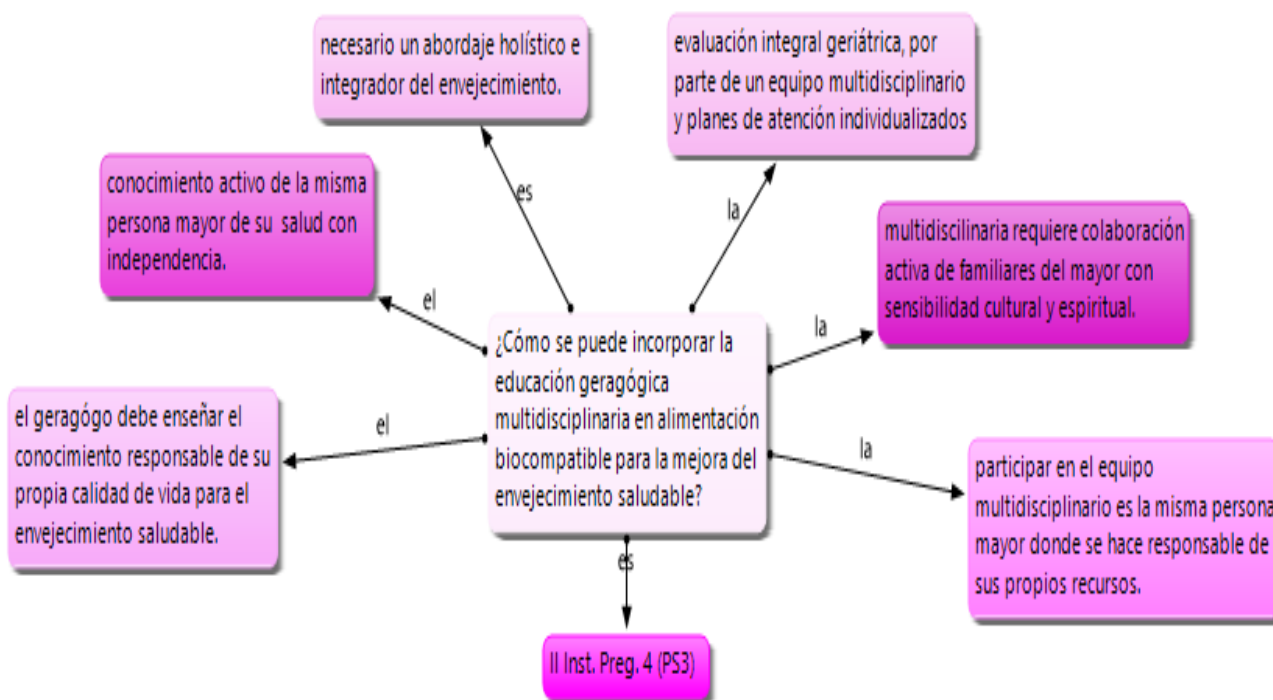 necesario un abordaje holístico e
integrador del envejecimiento.
evaluación integral geriátrica, por
parte de un equipo multidisciplinario
y planes de atención individualizados
conocimiento activo de la misma
persona mayor de su salud con
independencia.
es
la
multidiscilinaria requiere colaboración
activa de familiares del mayor con
sensibilidad cultural y espiritual.
el
la
¿Cómo se puede incorporar la
educación geragógica
multidisciplinaria en alimentación
biocompatible para la mejora del
envejecimiento saludable?
el geragógo debe enseñar el
conocimiento responsable de su
propia calidad de vida para el
envejecimiento saludable.
el
la
participar en el equipo
multidisciplinario es la misma persona
mayor donde se hace responsable de
sus propios recursos.
es
II Inst. Preg. 4 (PS3)